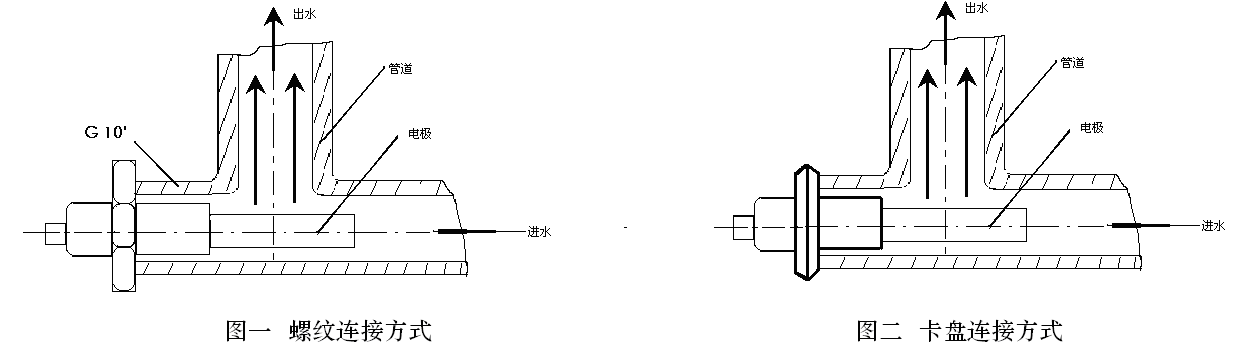 出水
管道
G 10'
电极
进水
图一 螺纹连接方式
出水
管道
电极
进水
图二 卡盘连接方式